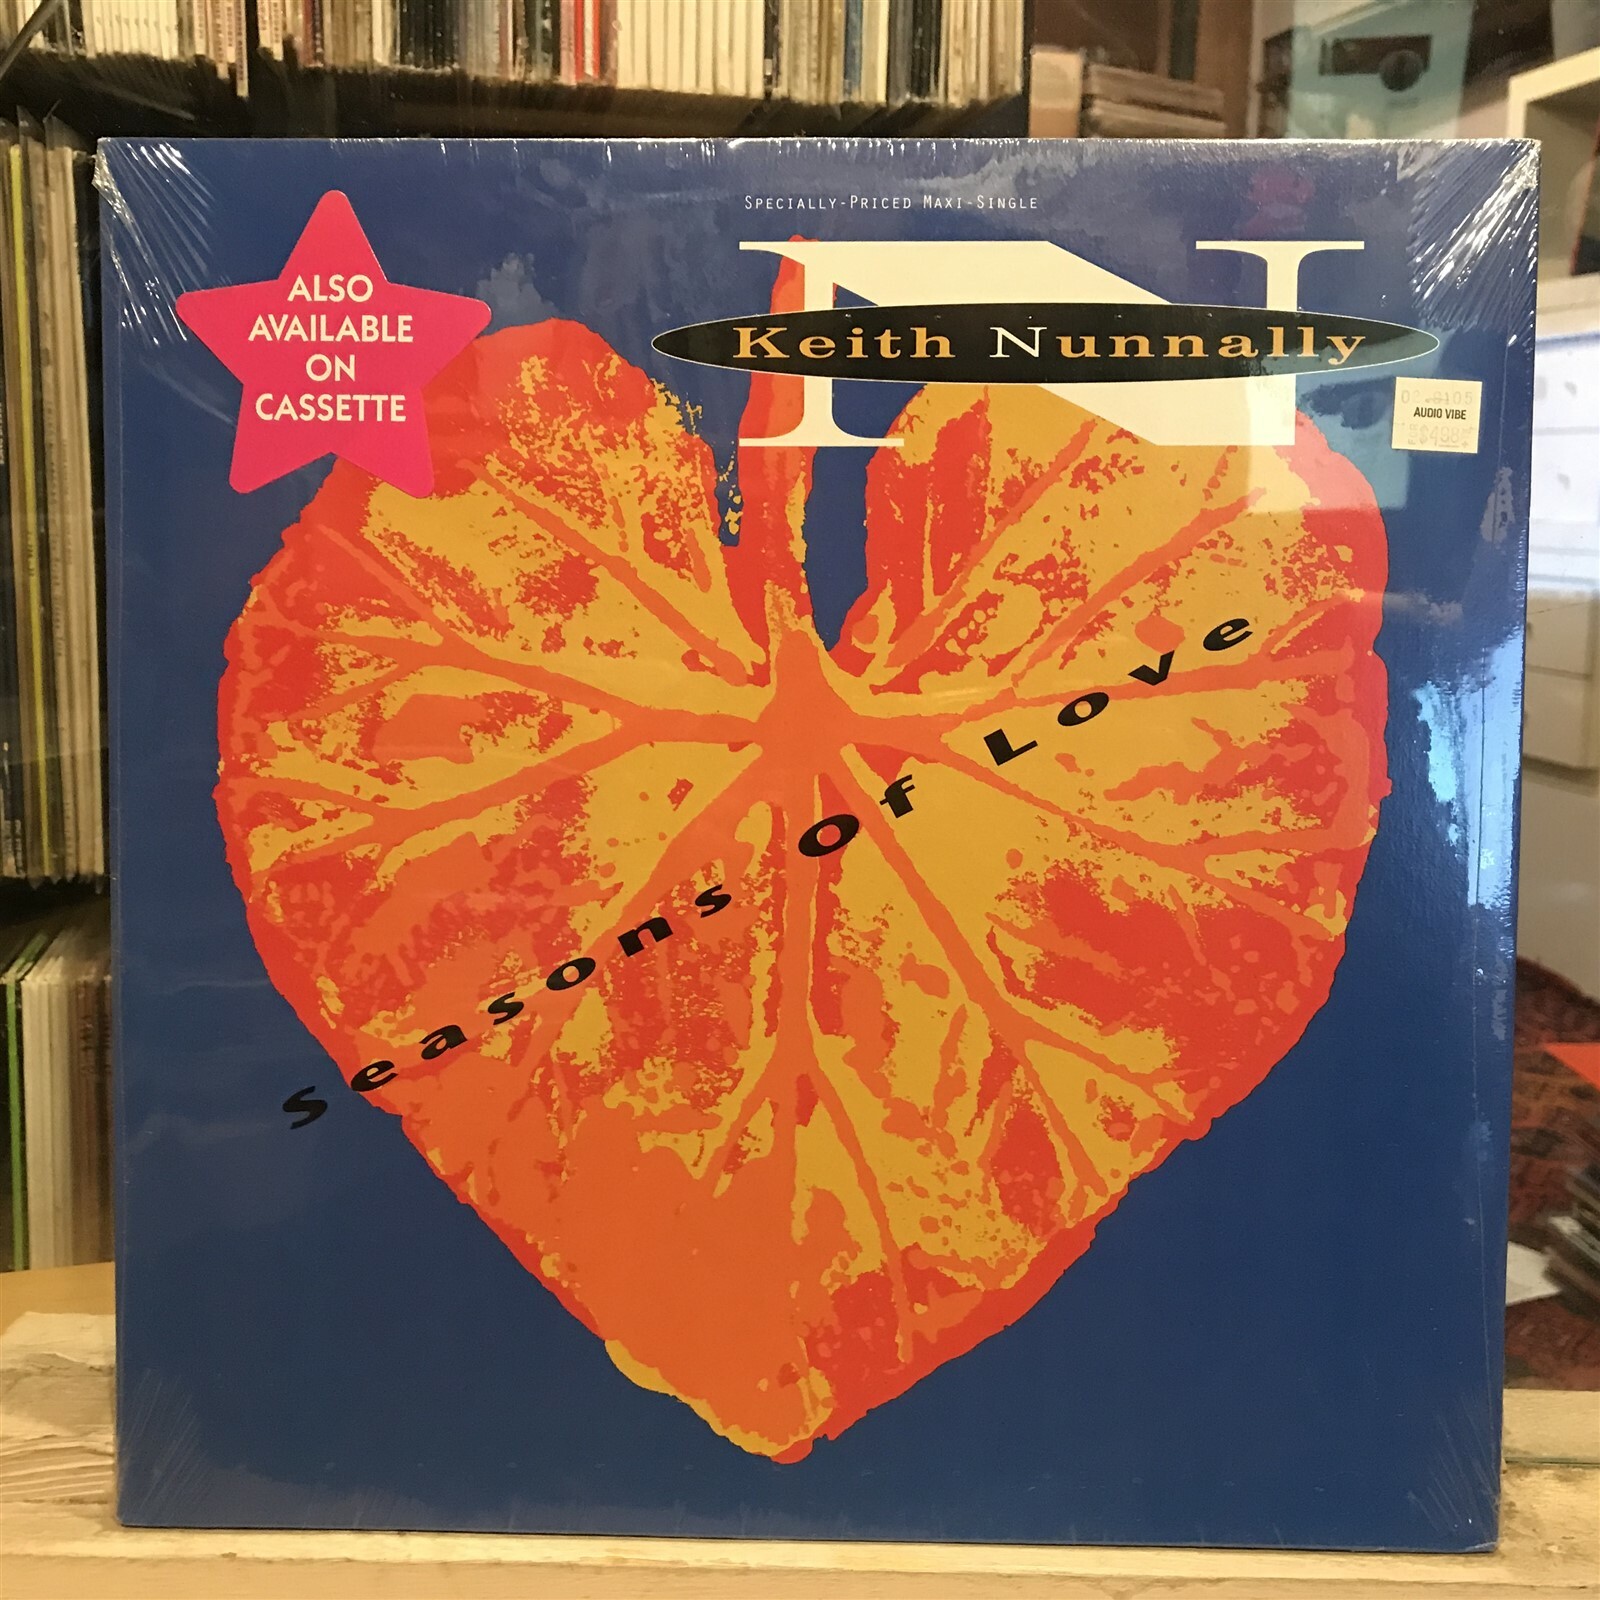 SPECIALLY-PRICED MAXI-SINGLE
ALSO
AVAILABLE
ON
CASSETTE
Keith Nunnally
AUDIO VIBE
Seasons Of Love